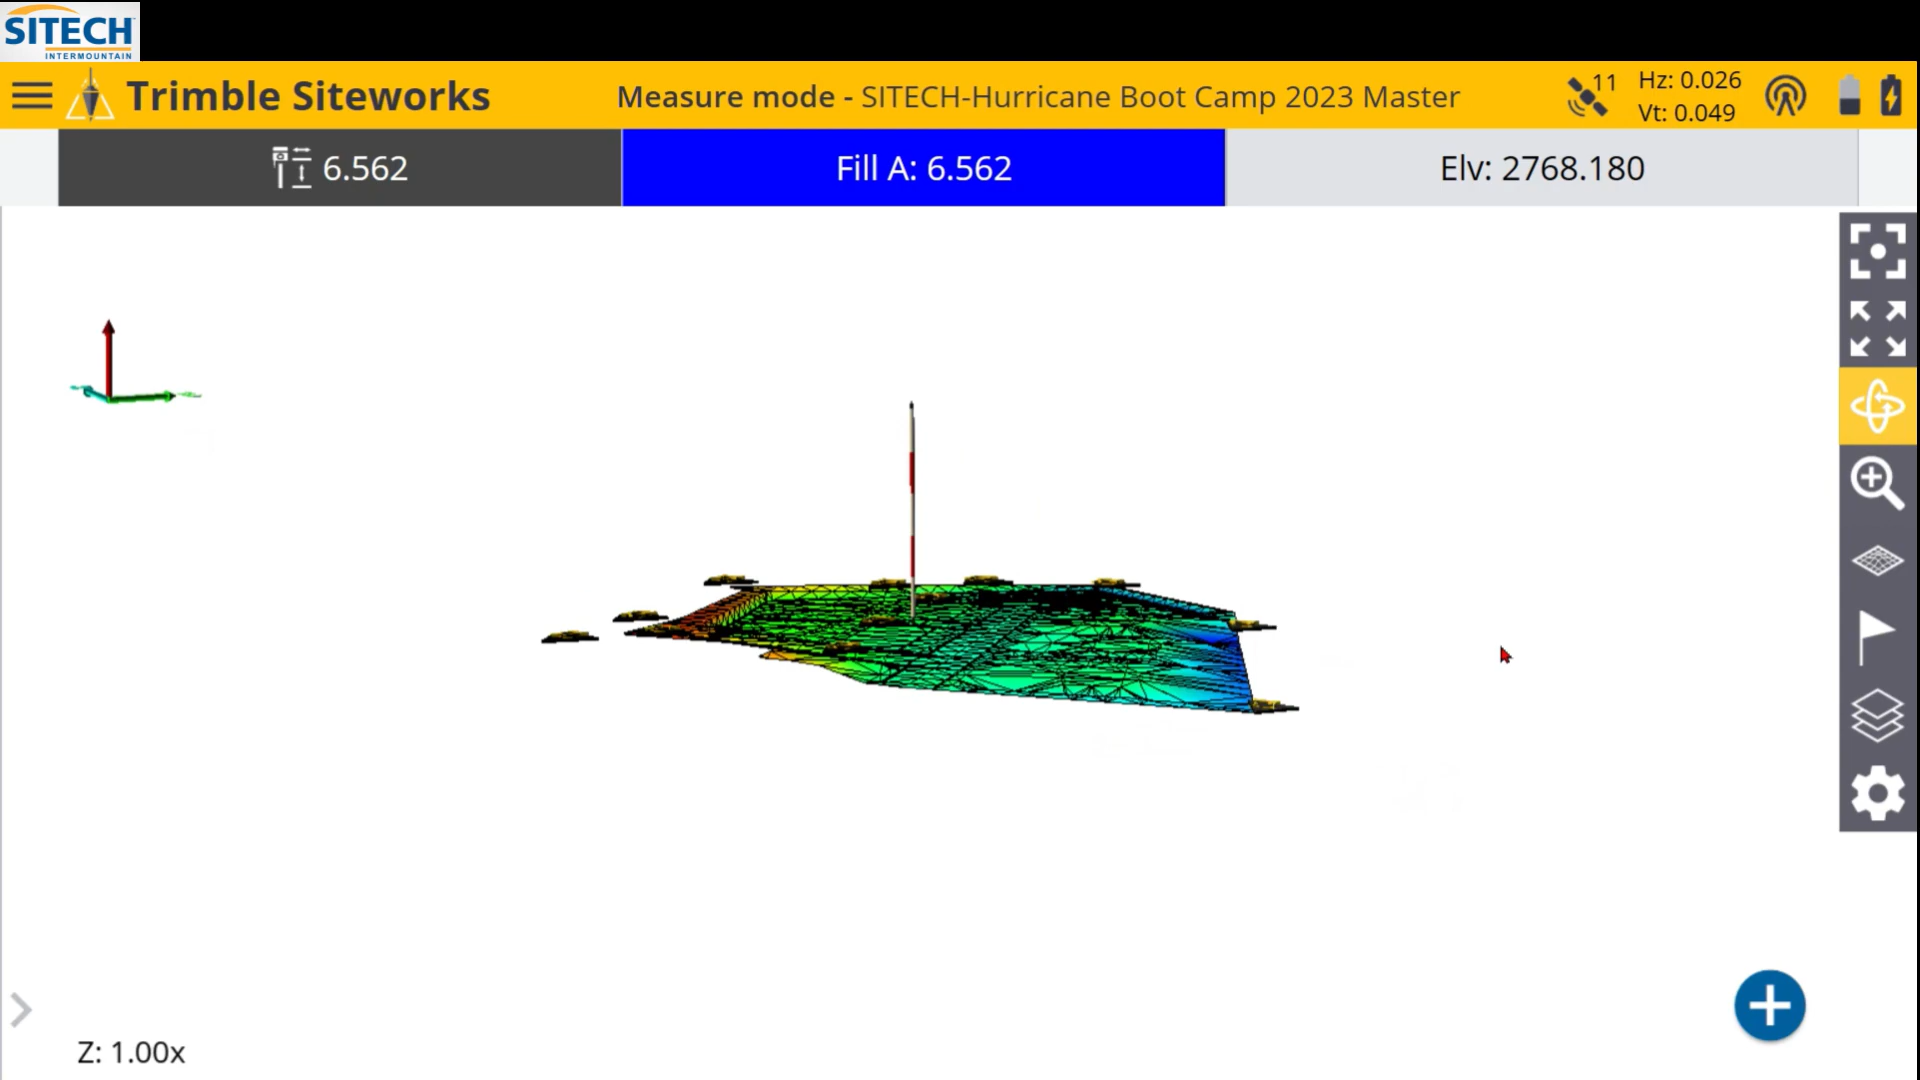 SITECH
INTERMOUNTAIN
Trimble Siteworks
Measure mode - SITECH-Hurricane Boot Camp 2023 Master
11
Hz: 0.026
Vt: 0.049
6.562
Fill A: 6.562
Elv: 2768.180
Z: 1.00x